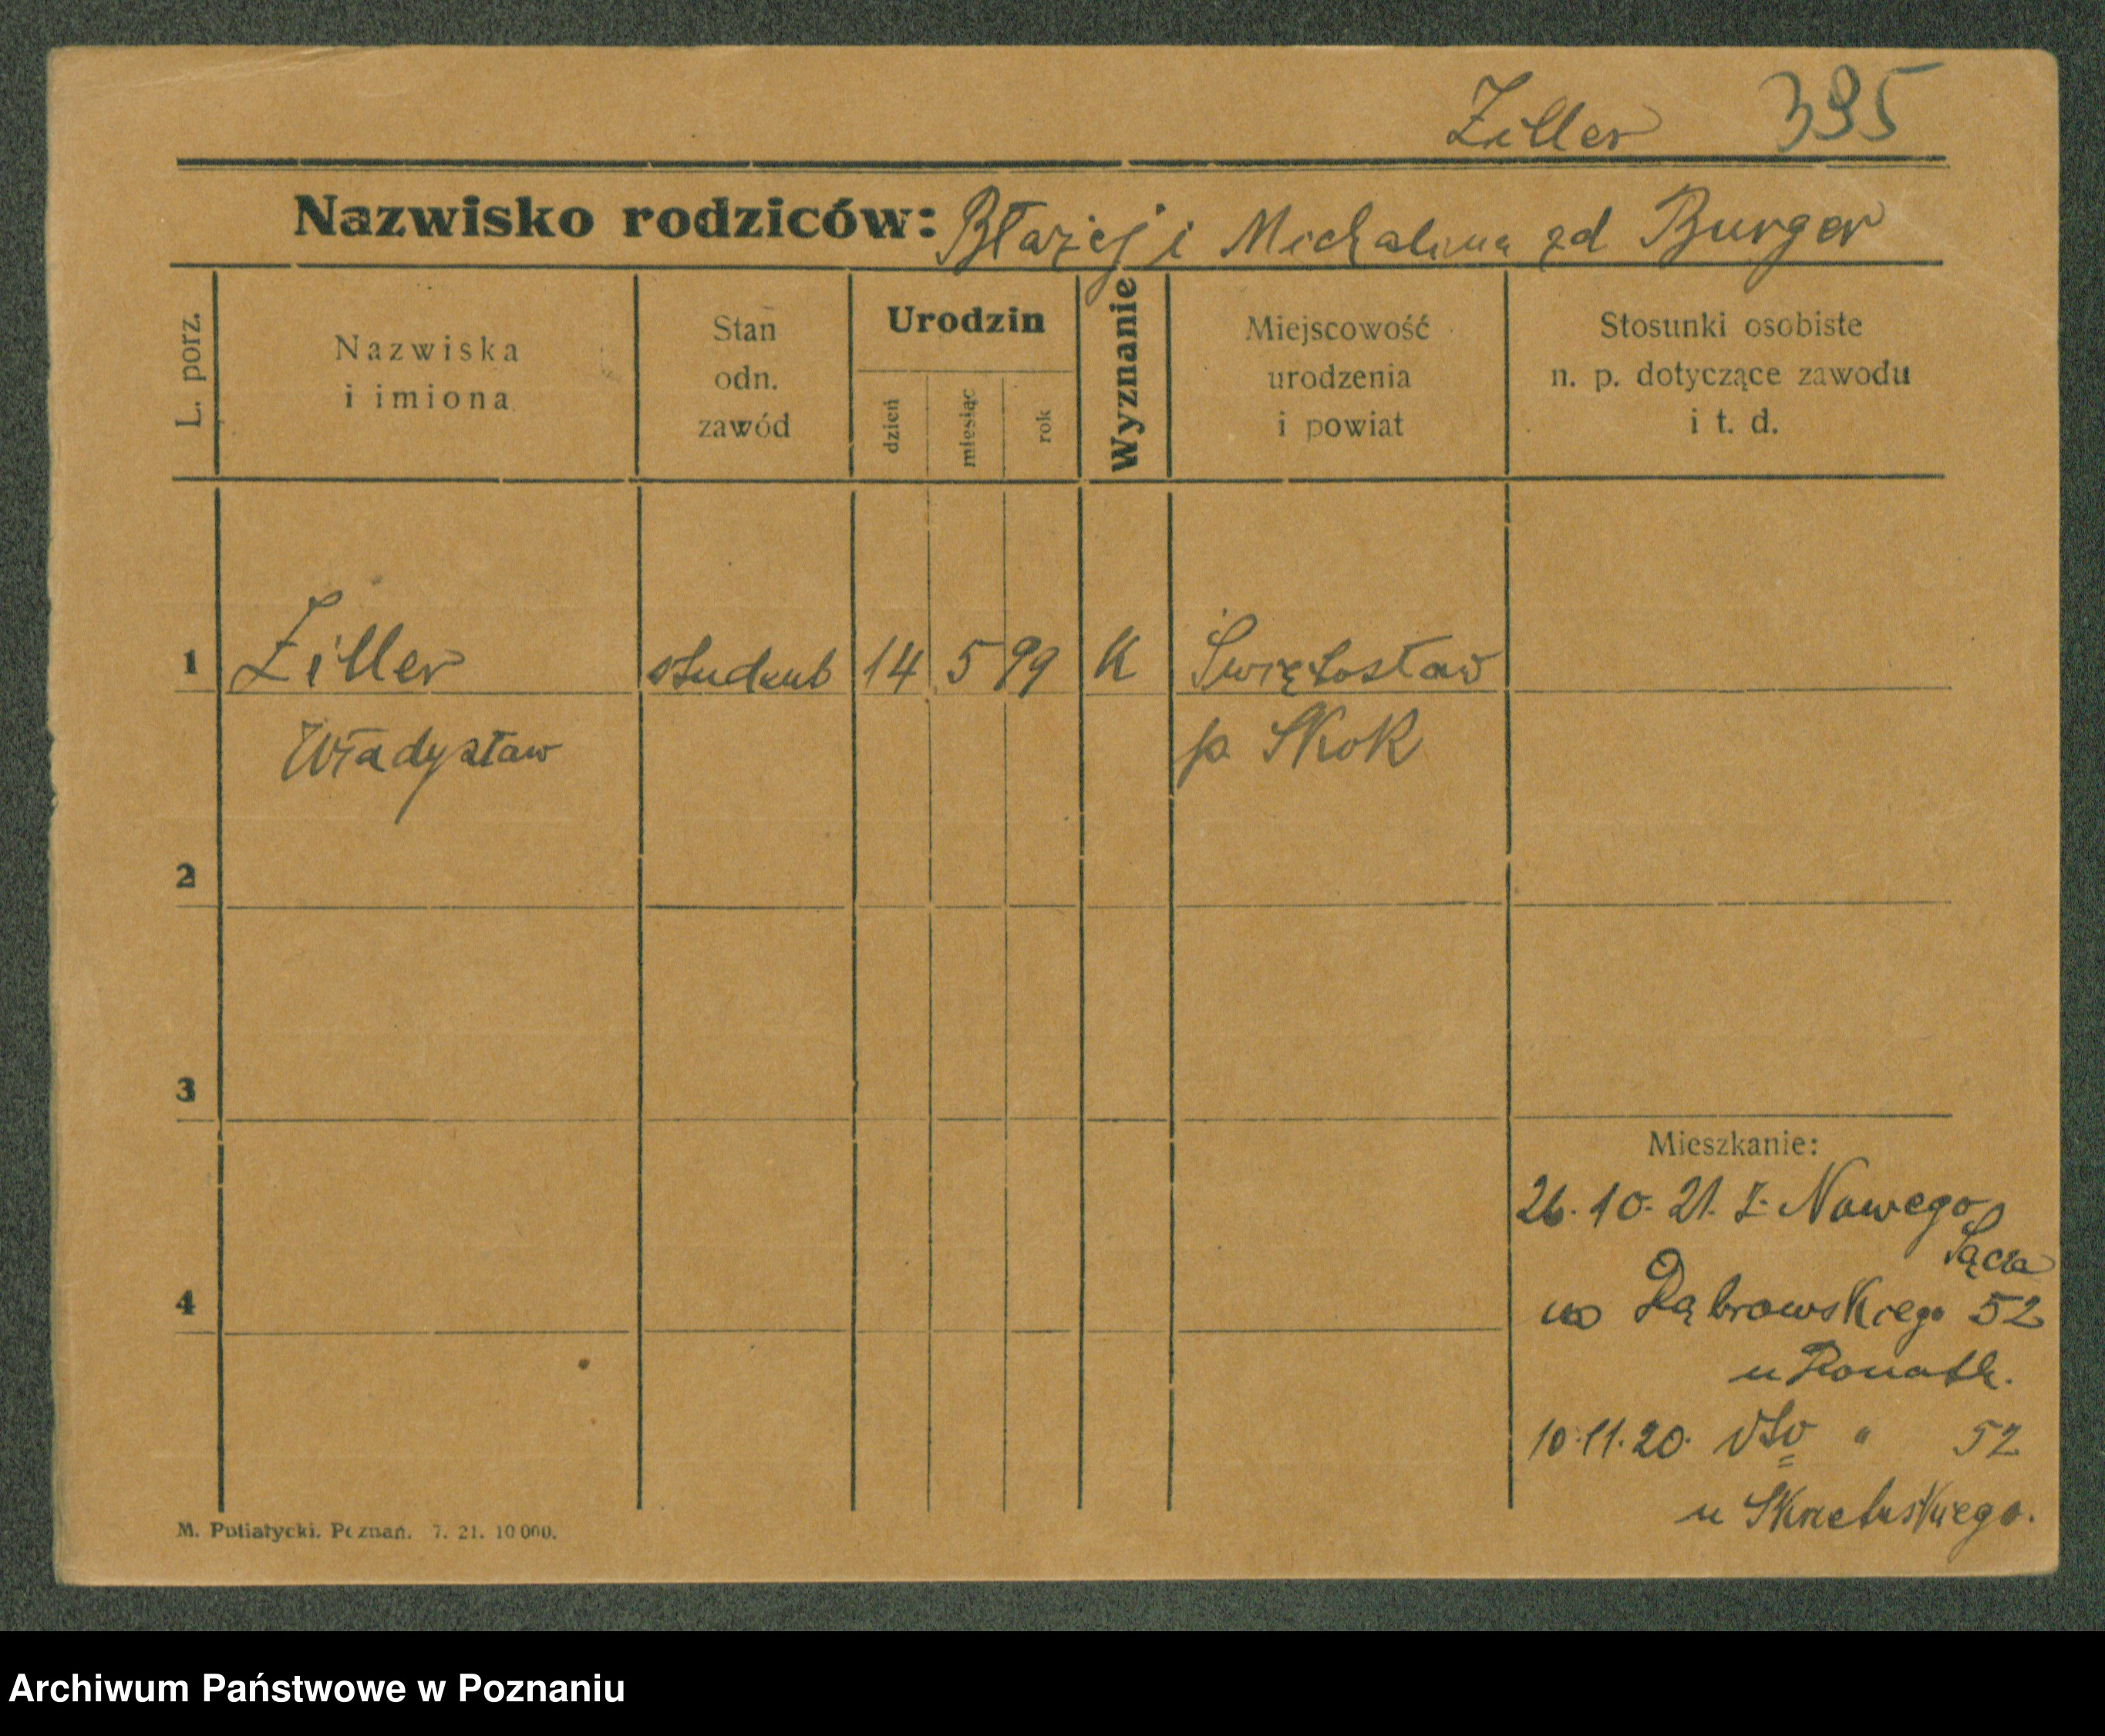 Ziller 395
Nazwisko rodziców: Błażej i Michalina zd Burger
L. porz.
Nazwiska
i imiona
Stan
odn.
zawód
Urodzin
dzień
miesiąc
rok
Wyznanie
Miejscowość
urodzenia
i powiat
Stosunki osobiste
n. p. dotyczące zawodu
i t. d.
1 Ziller student 14 5 99 K Świętosław
Władysław p. Skok
2
3
Mieszkanie:
26. 10. 21. z Nowego
Sącza
4
Dąbrowskiego 52
u
10.11.20. " 52
u Skrzetuskiego.
M. Putiatycki. Poznań. 7. 21. 10 000.
Archiwum Państwowe w Poznaniu